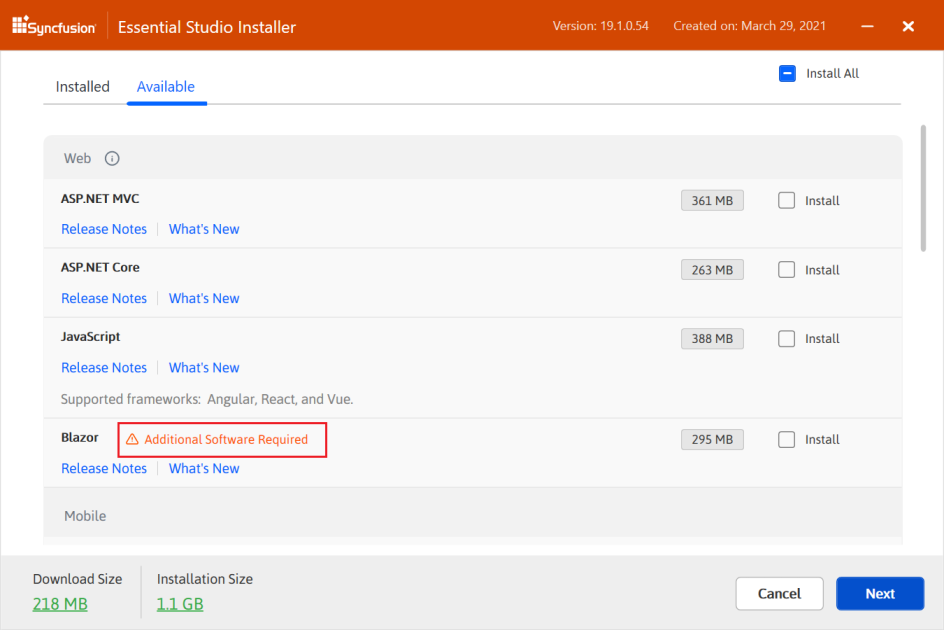 Syncfusion Essential Studio Installer Version: 19.1.0.54 Created on: March 29, 2021
Installed Available Install All
Web
ASP.NET MVC 361 MB Install
Release Notes What's New
ASP.NET Core 263 MB Install
Release Notes What's New
JavaScript 388 MB Install
Release Notes What's New
Supported frameworks: Angular, React, and Vue.
Blazor Additional Software Required 295 MB Install
Release Notes What's New
Mobile
Download Size Installation Size
218 MB 1.1 GB
Cancel Next